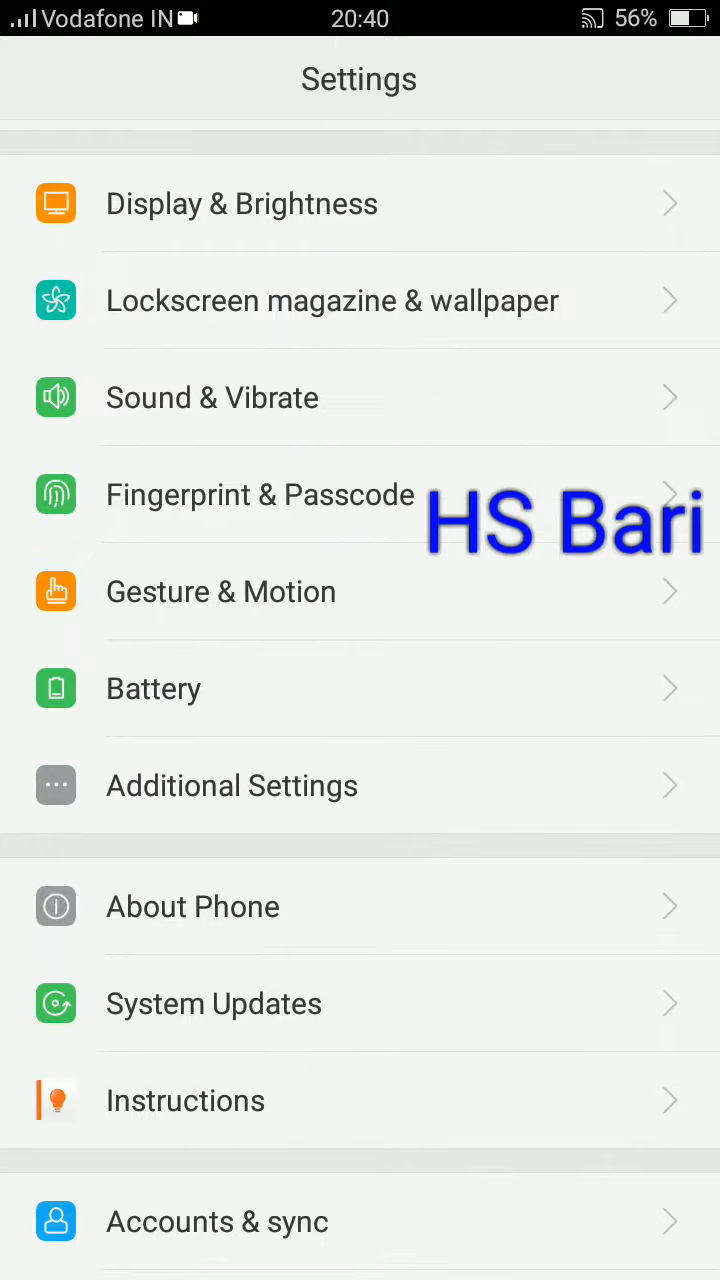 Vodafone IN 20:40 56%
Settings
Display & Brightness
Lockscreen magazine & wallpaper
Sound & Vibrate
Fingerprint & Passcode
HS Bari
Gesture & Motion
Battery
Additional Settings
About Phone
System Updates
Instructions
Accounts & sync